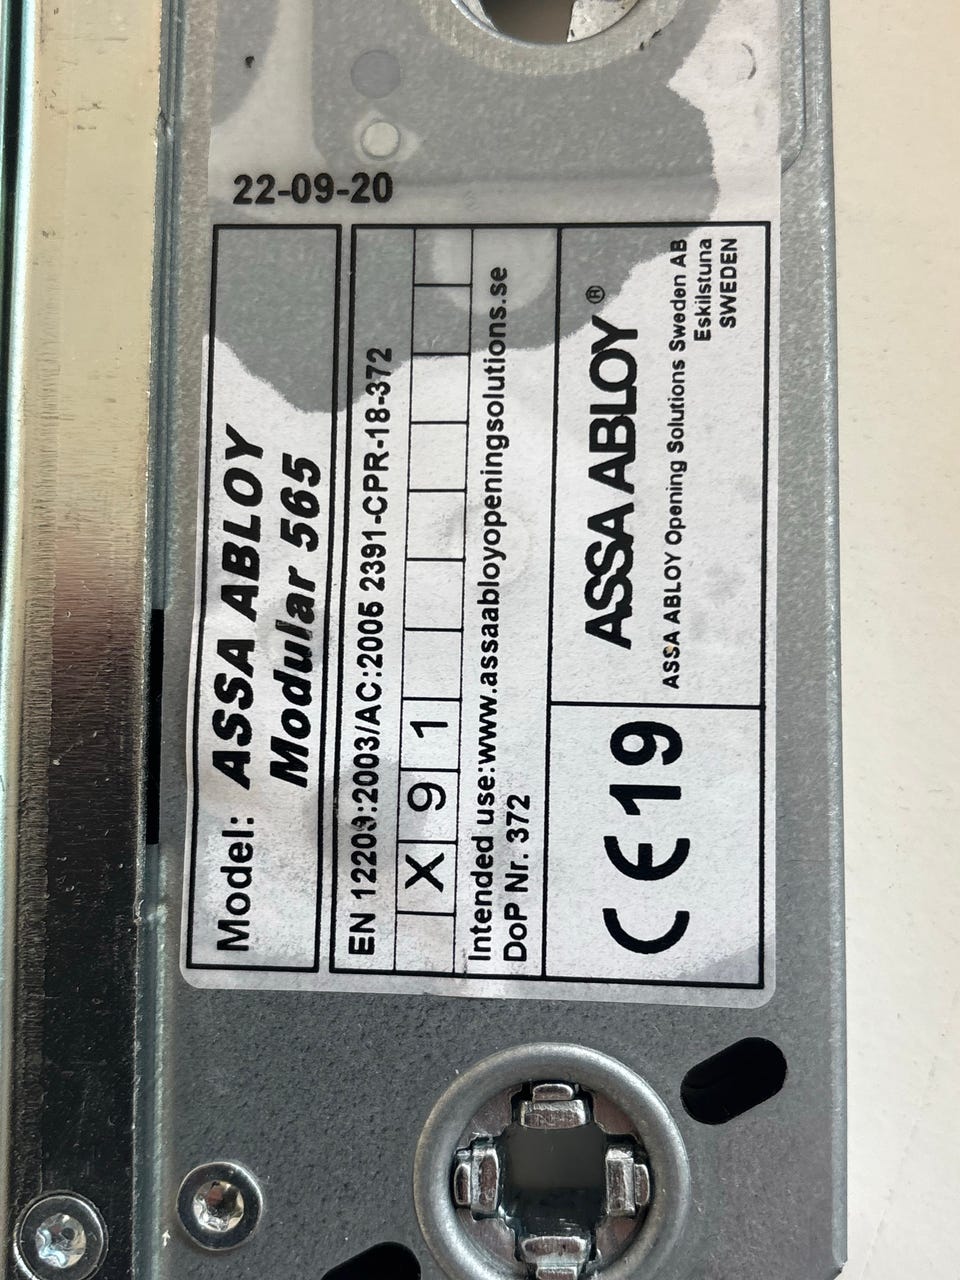 22-09-20
Model: ASSA ABLOY
Modular 565
EN 12209:2003/AC:2005 2391-CPR-18-372
X 9 1
Intended use:www.assaabloyopeningsolutions.se
DoP Nr. 372
CE 19
ASSA ABLOY®
ASSA ABLOY Opening Solutions Sweden AB
Eskilstuna
SWEDEN